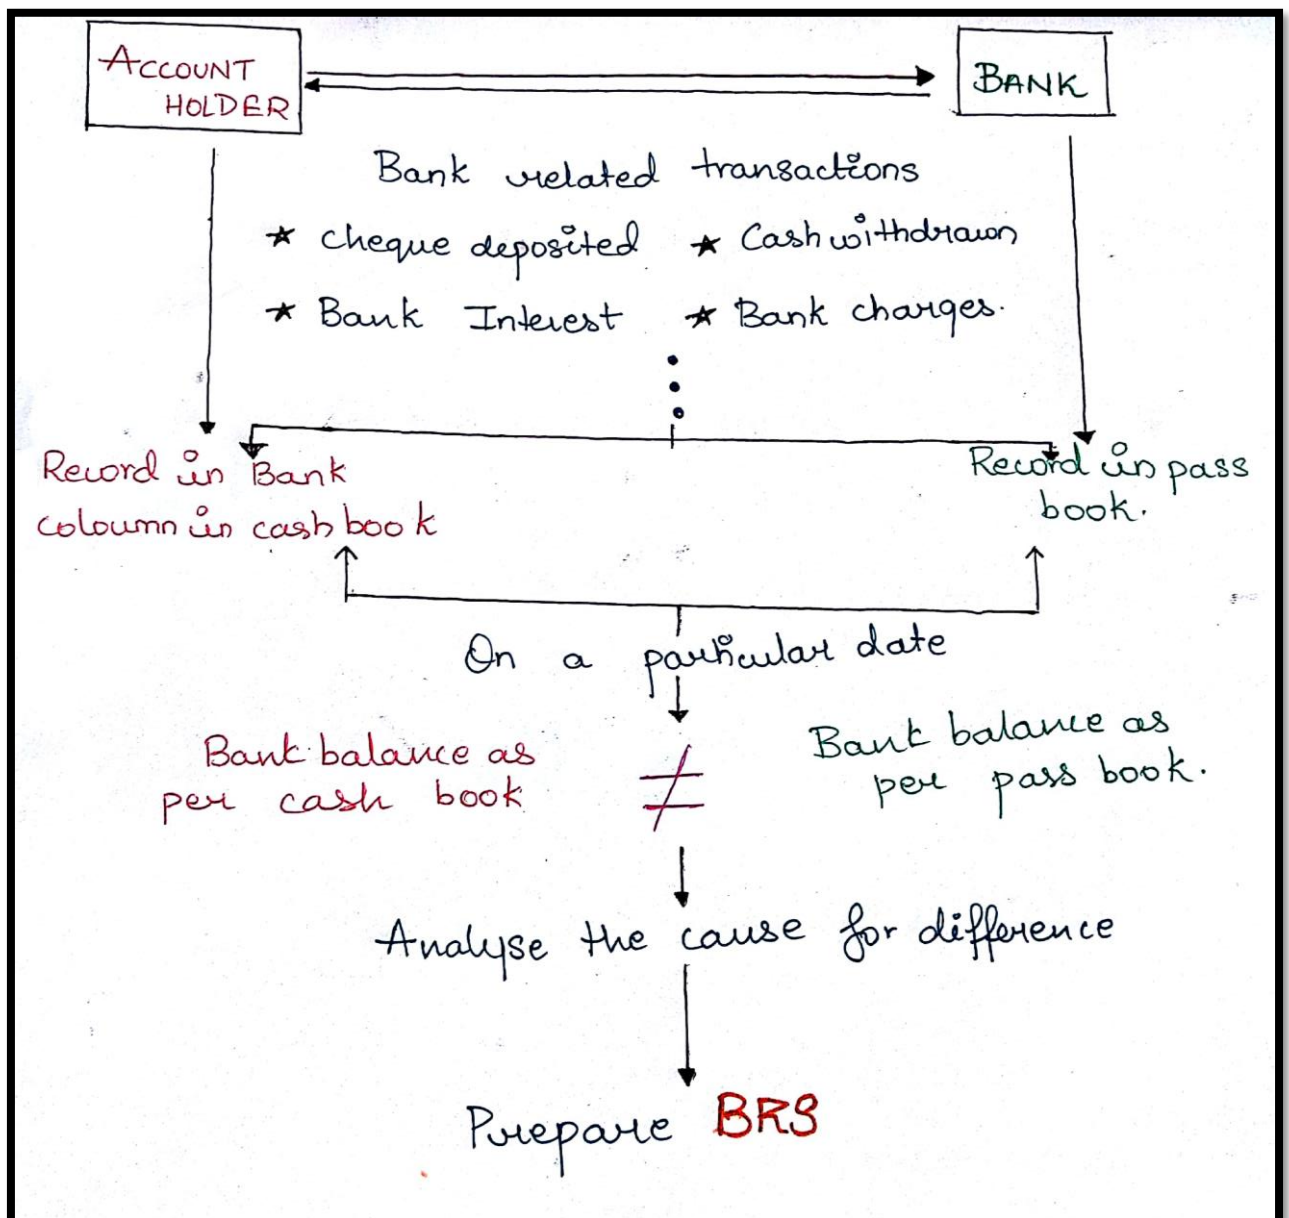 ACCOUNT
HOLDER
BANK
Bank related transactions
★ cheque deposited ★ Cash withdrawn
★ Bank Interest ★ Bank charges.
Record in Bank
coloumn in cash book
Record in pass
book.
On a particular date
Bank balance as
per cash book
≠
Bank balance as
per pass book.
Analyse the cause for difference
Prepare BRS